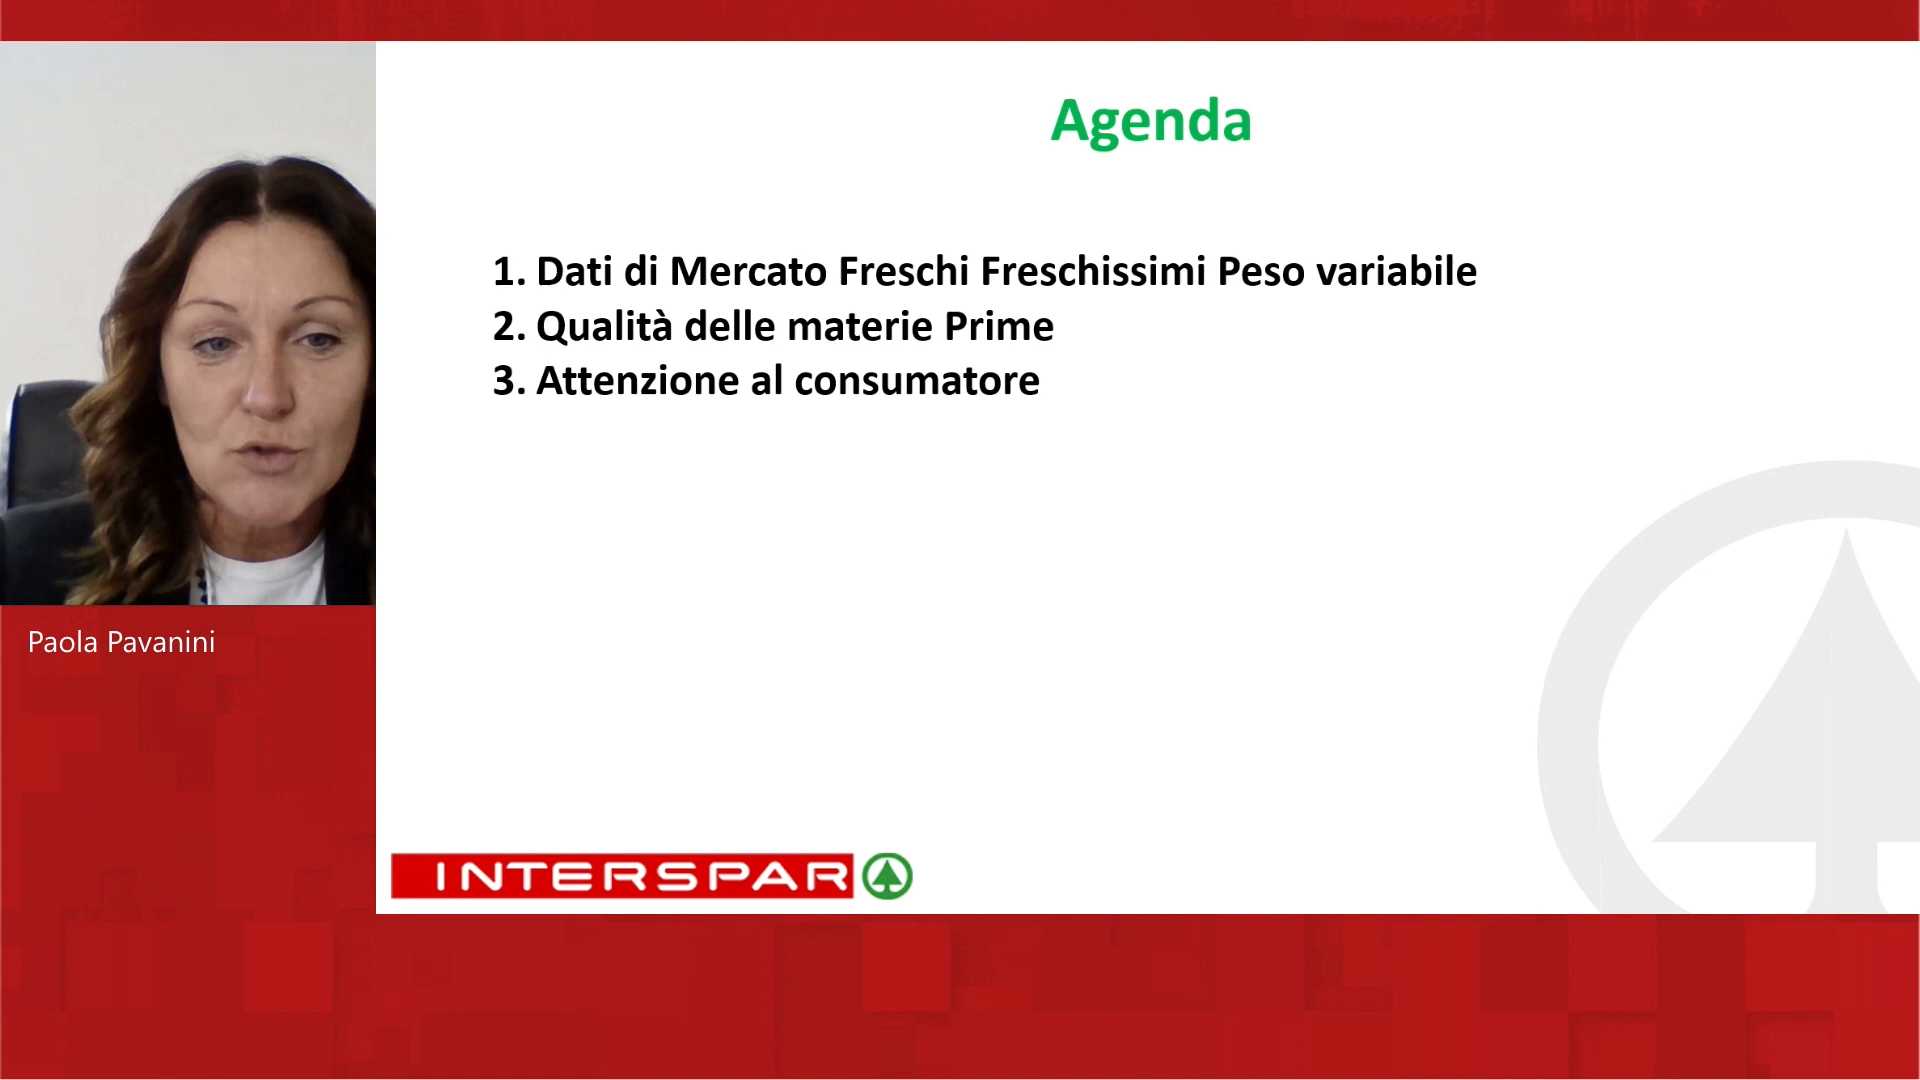 Agenda
1. Dati di Mercato Freschi Freschissimi Peso variabile
2. Qualità delle materie Prime
3. Attenzione al consumatore
Paola Pavanini
INTERSPAR